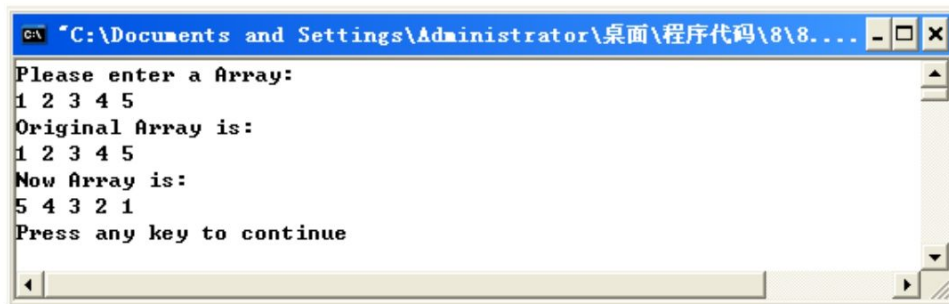 "C:\Documents and Settings\Administrator\桌面\程序代码\8\8....
Please enter a Array:
1 2 3 4 5
Original Array is:
1 2 3 4 5
Now Array is:
5 4 3 2 1
Press any key to continue